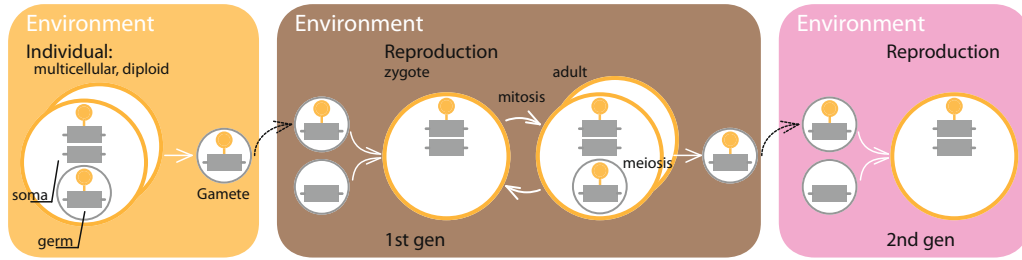 Environment
Individual:
multicellular, diploid
soma
germ
Gamete
Environment
Reproduction
zygote
mitosis
adult
meiosis
1st gen
Environment
Reproduction
2nd gen